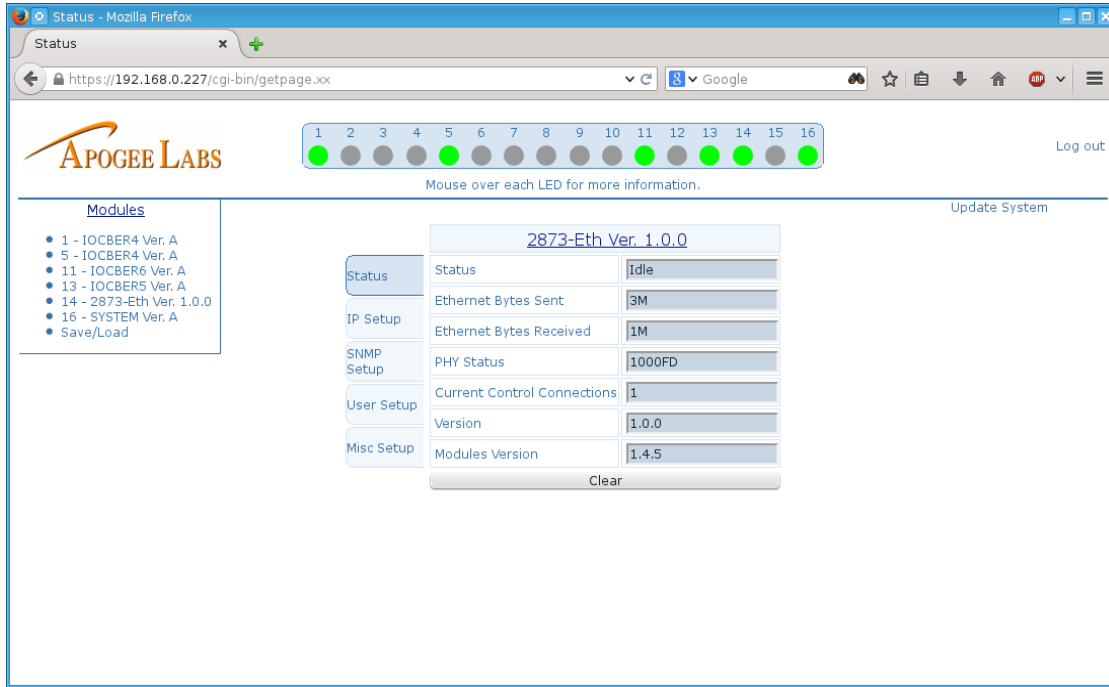 Status - Mozilla Firefox
Status
https://192.168.0.227/cgi-bin/getpage.xx
8 Google
ABP
APOGEE LABS
1 2 3 4 5 6 7 8 9 10 11 12 13 14 15 16
Log out
Mouse over each LED for more information.
Modules
Update System
1 - IOCBER4 Ver. A
5 - IOCBER4 Ver. A
11 - IOCBER6 Ver. A
13 - IOCBER5 Ver. A
14 - 2873-Eth Ver. 1.0.0
16 - SYSTEM Ver. A
Save/Load
2873-Eth Ver. 1.0.0
Status
IP Setup
SNMP
Setup
User Setup
Misc Setup
Status Idle
Ethernet Bytes Sent 3M
Ethernet Bytes Received 1M
PHY Status 1000FD
Current Control Connections 1
Version 1.0.0
Modules Version 1.4.5
Clear